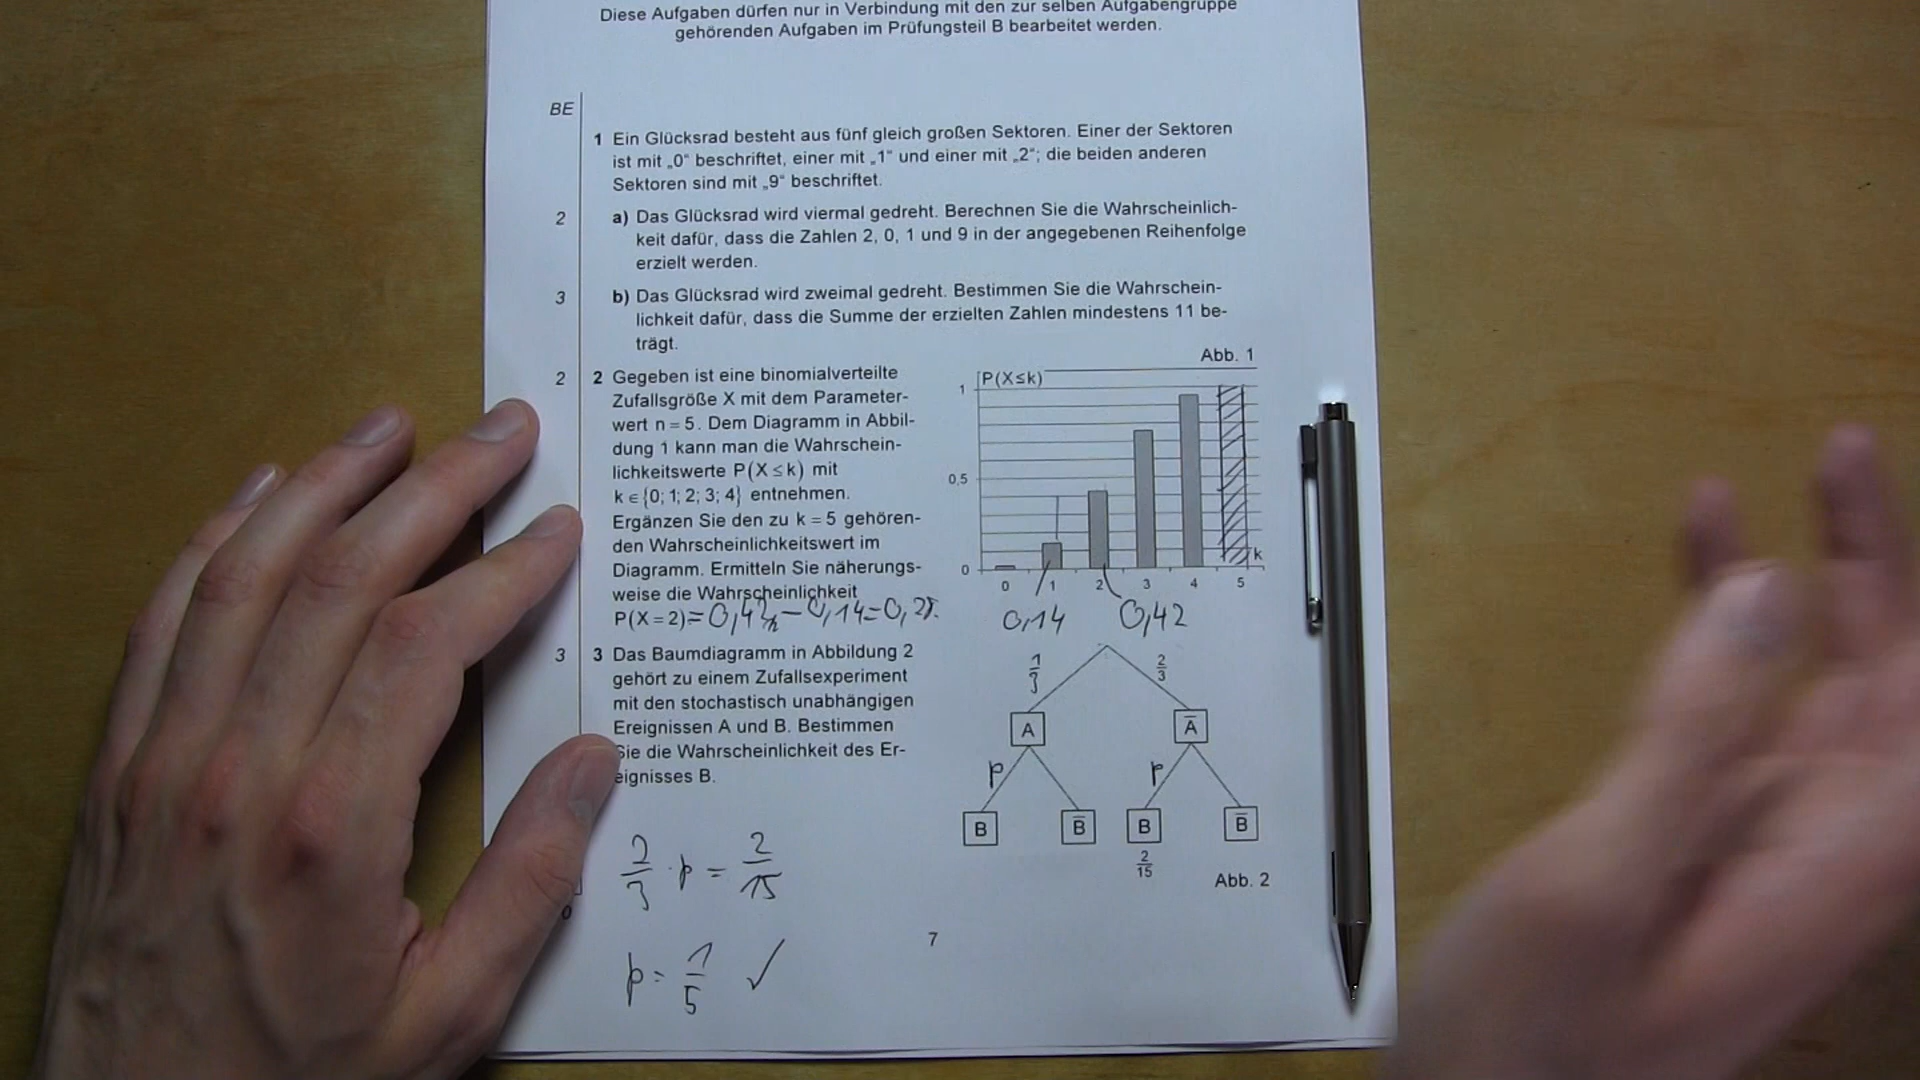 Diese Aufgaben dürfen nur in Verbindung mit den zur selben Aufgabengruppe
gehörenden Aufgaben im Prüfungsteil B bearbeitet werden.
BE
1 Ein Glücksrad besteht aus fünf gleich großen Sektoren. Einer der Sektoren
ist mit „0“ beschriftet, einer mit „1“ und einer mit „2“; die beiden anderen
Sektoren sind mit „9“ beschriftet.
2 a) Das Glücksrad wird viermal gedreht. Berechnen Sie die Wahrscheinlich-
keit dafür, dass die Zahlen 2, 0, 1 und 9 in der angegebenen Reihenfolge
erzielt werden.
3 b) Das Glücksrad wird zweimal gedreht. Bestimmen Sie die Wahrschein-
lichkeit dafür, dass die Summe der erzielten Zahlen mindestens 11 be-
trägt.
2 2 Gegeben ist eine binomialverteilte
Zufallsgröße X mit dem Parameter-
wert n = 5. Dem Diagramm in Abbil-
dung 1 kann man die Wahrschein-
lichkeitswerte P(X ≤ k) mit
k ∈ {0; 1; 2; 3; 4} entnehmen.
Ergänzen Sie den zu k = 5 gehören-
den Wahrscheinlichkeitswert im
Diagramm. Ermitteln Sie näherungs-
weise die Wahrscheinlichkeit
P(X = 2) = 0,42 – 0,14 =
Abb. 1
P(X≤k)
1
0,5
0
k
0 1 2 3 4 5
0,14 0,42
3 3 Das Baumdiagramm in Abbildung 2
gehört zu einem Zufallsexperiment
mit den stochastisch unabhängigen
Ereignissen A und B. Bestimmen
Sie die Wahrscheinlichkeit des Er-
eignisses B.
1/3 2/3
A A̅
p p
B B̅ B B̅
2/15
Abb. 2
2/3 · p = 2/15
p = 1/5 ✓
0
7